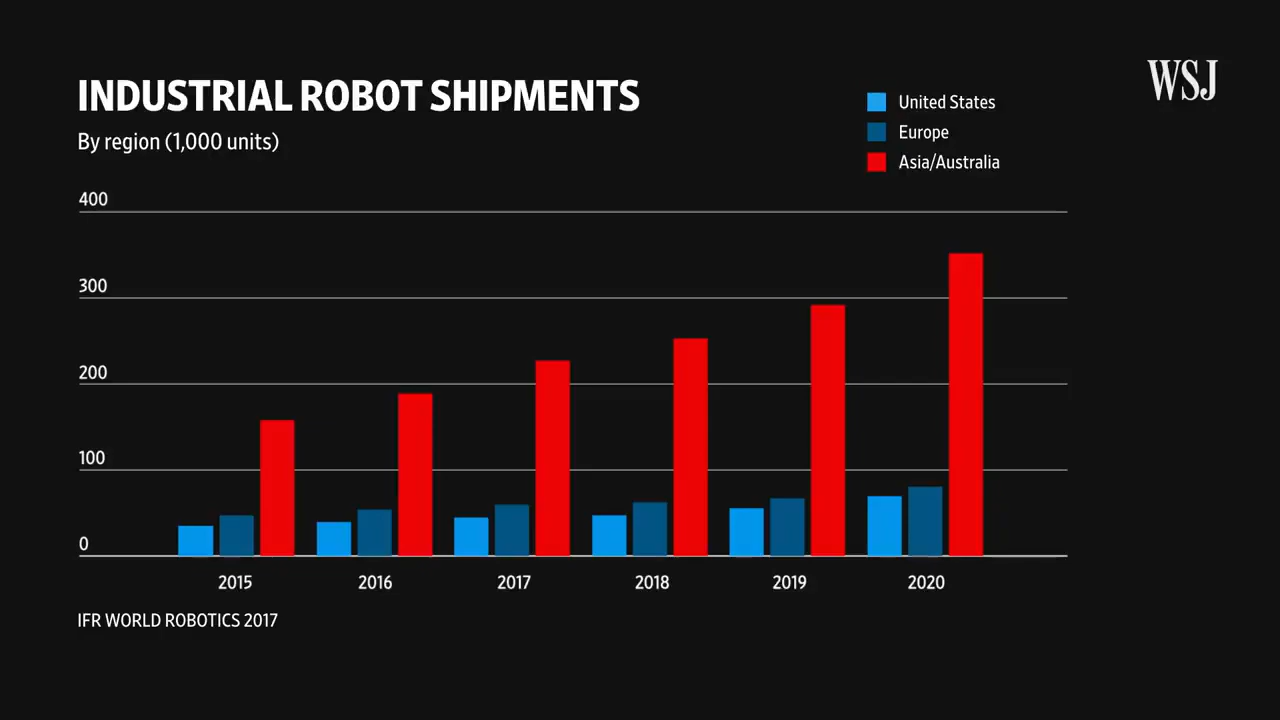 WSJ
INDUSTRIAL ROBOT SHIPMENTS
By region (1,000 units)
United States
Europe
Asia/Australia
400
300
200
100
0
2015 2016 2017 2018 2019 2020
IFR WORLD ROBOTICS 2017